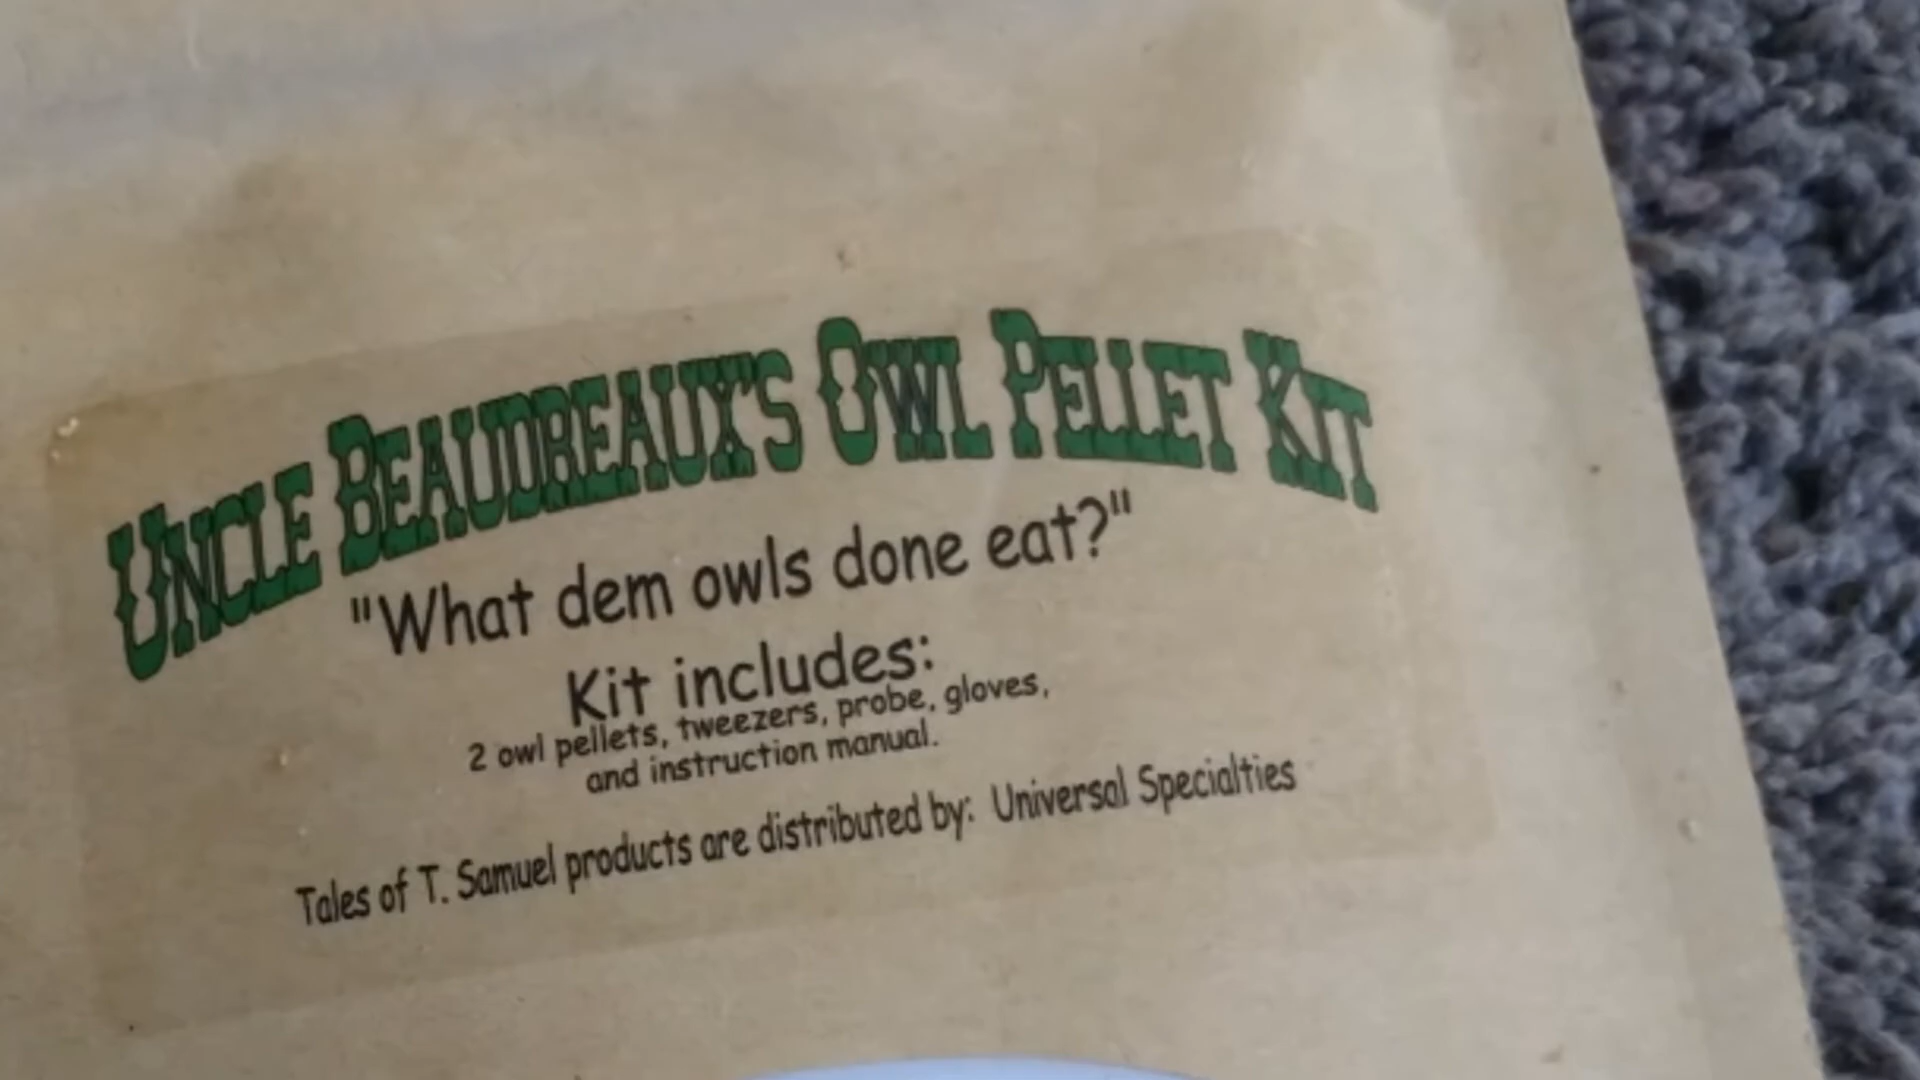 UNCLE BEAUDREAUX'S OWL PELLET KIT
"What dem owls done eat?"
Kit includes:
2 owl pellets, tweezers, probe, gloves,
and instruction manual.
Tales of T. Samuel products are distributed by: Universal Specialties